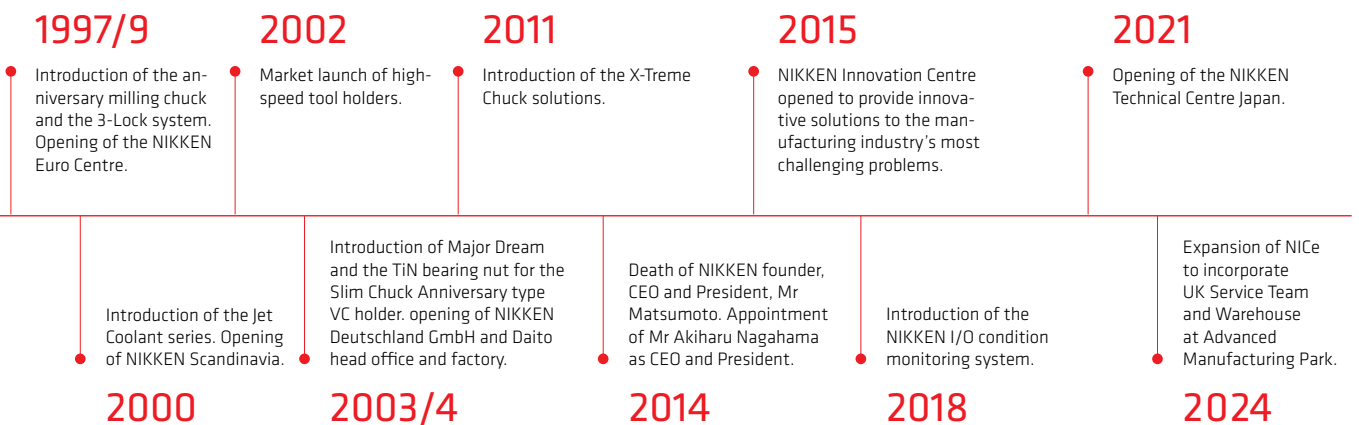 1997/9
Introduction of the an-
niversary milling chuck
and the 3-Lock system.
Opening of the NIKKEN
Euro Centre.
2002
Market launch of high-
speed tool holders.
2011
Introduction of the X-Treme
Chuck solutions.
2015
NIKKEN Innovation Centre
opened to provide innova-
tive solutions to the man-
ufacturing industry's most
challenging problems.
2021
Opening of the NIKKEN
Technical Centre Japan.
Introduction of the Jet
Coolant series. Opening
of NIKKEN Scandinavia.
2000
Introduction of Major Dream
and the TiN bearing nut for the
Slim Chuck Anniversary type
VC holder. opening of NIKKEN
Deutschland GmbH and Daito
head office and factory.
2003/4
Death of NIKKEN founder,
CEO and President, Mr
Matsumoto. Appointment
of Mr Akiharu Nagahama
as CEO and President.
2014
Introduction of the
NIKKEN I/O condition
monitoring system.
2018
Expansion of NICe
to incorporate
UK Service Team
and Warehouse
at Advanced
Manufacturing Park.
2024